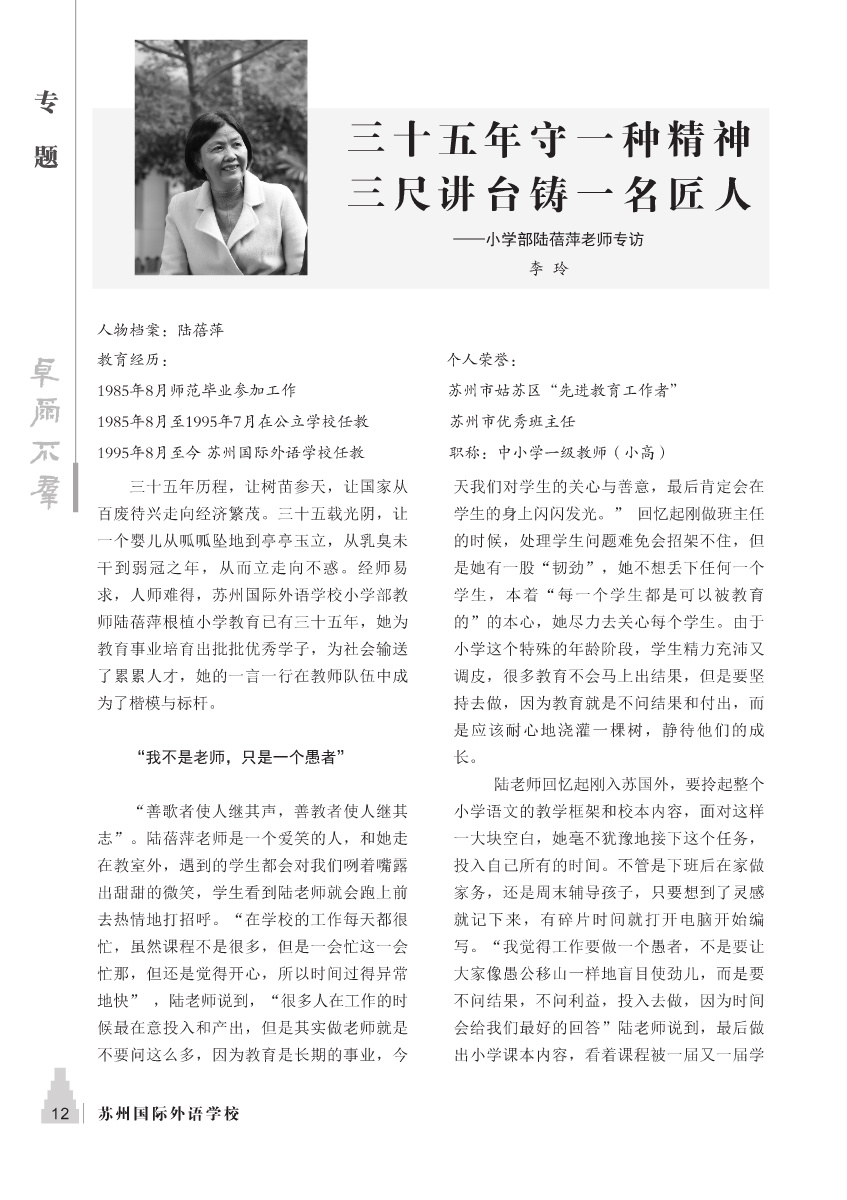 专
题
卓爾不羣
三十五年守一种精神
三尺讲台铸一名匠人
——小学部陆蓓萍老师专访
李 玲
人物档案：陆蓓萍
教育经历：
1985年8月师范毕业参加工作
1985年8月至1995年7月在公立学校任教
1995年8月至今 苏州国际外语学校任教
个人荣誉：
苏州市姑苏区“先进教育工作者”
苏州市优秀班主任
职称：中小学一级教师（小高）
三十五年历程，让树苗参天，让国家从
百废待兴走向经济繁茂。三十五载光阴，让
一个婴儿从呱呱坠地到亭亭玉立，从乳臭未
干到弱冠之年，从而立走向不惑。经师易
求，人师难得，苏州国际外语学校小学部教
师陆蓓萍根植小学教育已有三十五年，她为
教育事业培育出批批优秀学子，为社会输送
了累累人才，她的一言一行在教师队伍中成
为了楷模与标杆。
“我不是老师，只是一个愚者”
“善歌者使人继其声，善教者使人继其
志”。陆蓓萍老师是一个爱笑的人，和她走
在教室外，遇到的学生都会对我们咧着嘴露
出甜甜的微笑，学生看到陆老师就会跑上前
去热情地打招呼。“在学校的工作每天都很
忙，虽然课程不是很多，但是一会忙这一会
忙那，但还是觉得开心，所以时间过得异常
地快” ，陆老师说到，“很多人在工作的时
候最在意投入和产出，但是其实做老师就是
不要问这么多，因为教育是长期的事业，今
天我们对学生的关心与善意，最后肯定会在
学生的身上闪闪发光。” 回忆起刚做班主任
的时候，处理学生问题难免会招架不住，但
是她有一股“韧劲”，她不想丢下任何一个
学生，本着“每一个学生都是可以被教育
的”的本心，她尽力去关心每个学生。由于
小学这个特殊的年龄阶段，学生精力充沛又
调皮，很多教育不会马上出结果，但是要坚
持去做，因为教育就是不问结果和付出，而
是应该耐心地浇灌一棵树，静待他们的成
长。
陆老师回忆起刚入苏国外，要拎起整个
小学语文的教学框架和校本内容，面对这样
一大块空白，她毫不犹豫地接下这个任务，
投入自己所有的时间。不管是下班后在家做
家务，还是周末辅导孩子，只要想到了灵感
就记下来，有碎片时间就打开电脑开始编
写。“我觉得工作要做一个愚者，不是要让
大家像愚公移山一样地盲目使劲儿，而是要
不问结果，不问利益，投入去做，因为时间
会给我们最好的回答”陆老师说到，最后做
出小学课本内容，看着课程被一届又一届学
12
苏州国际外语学校